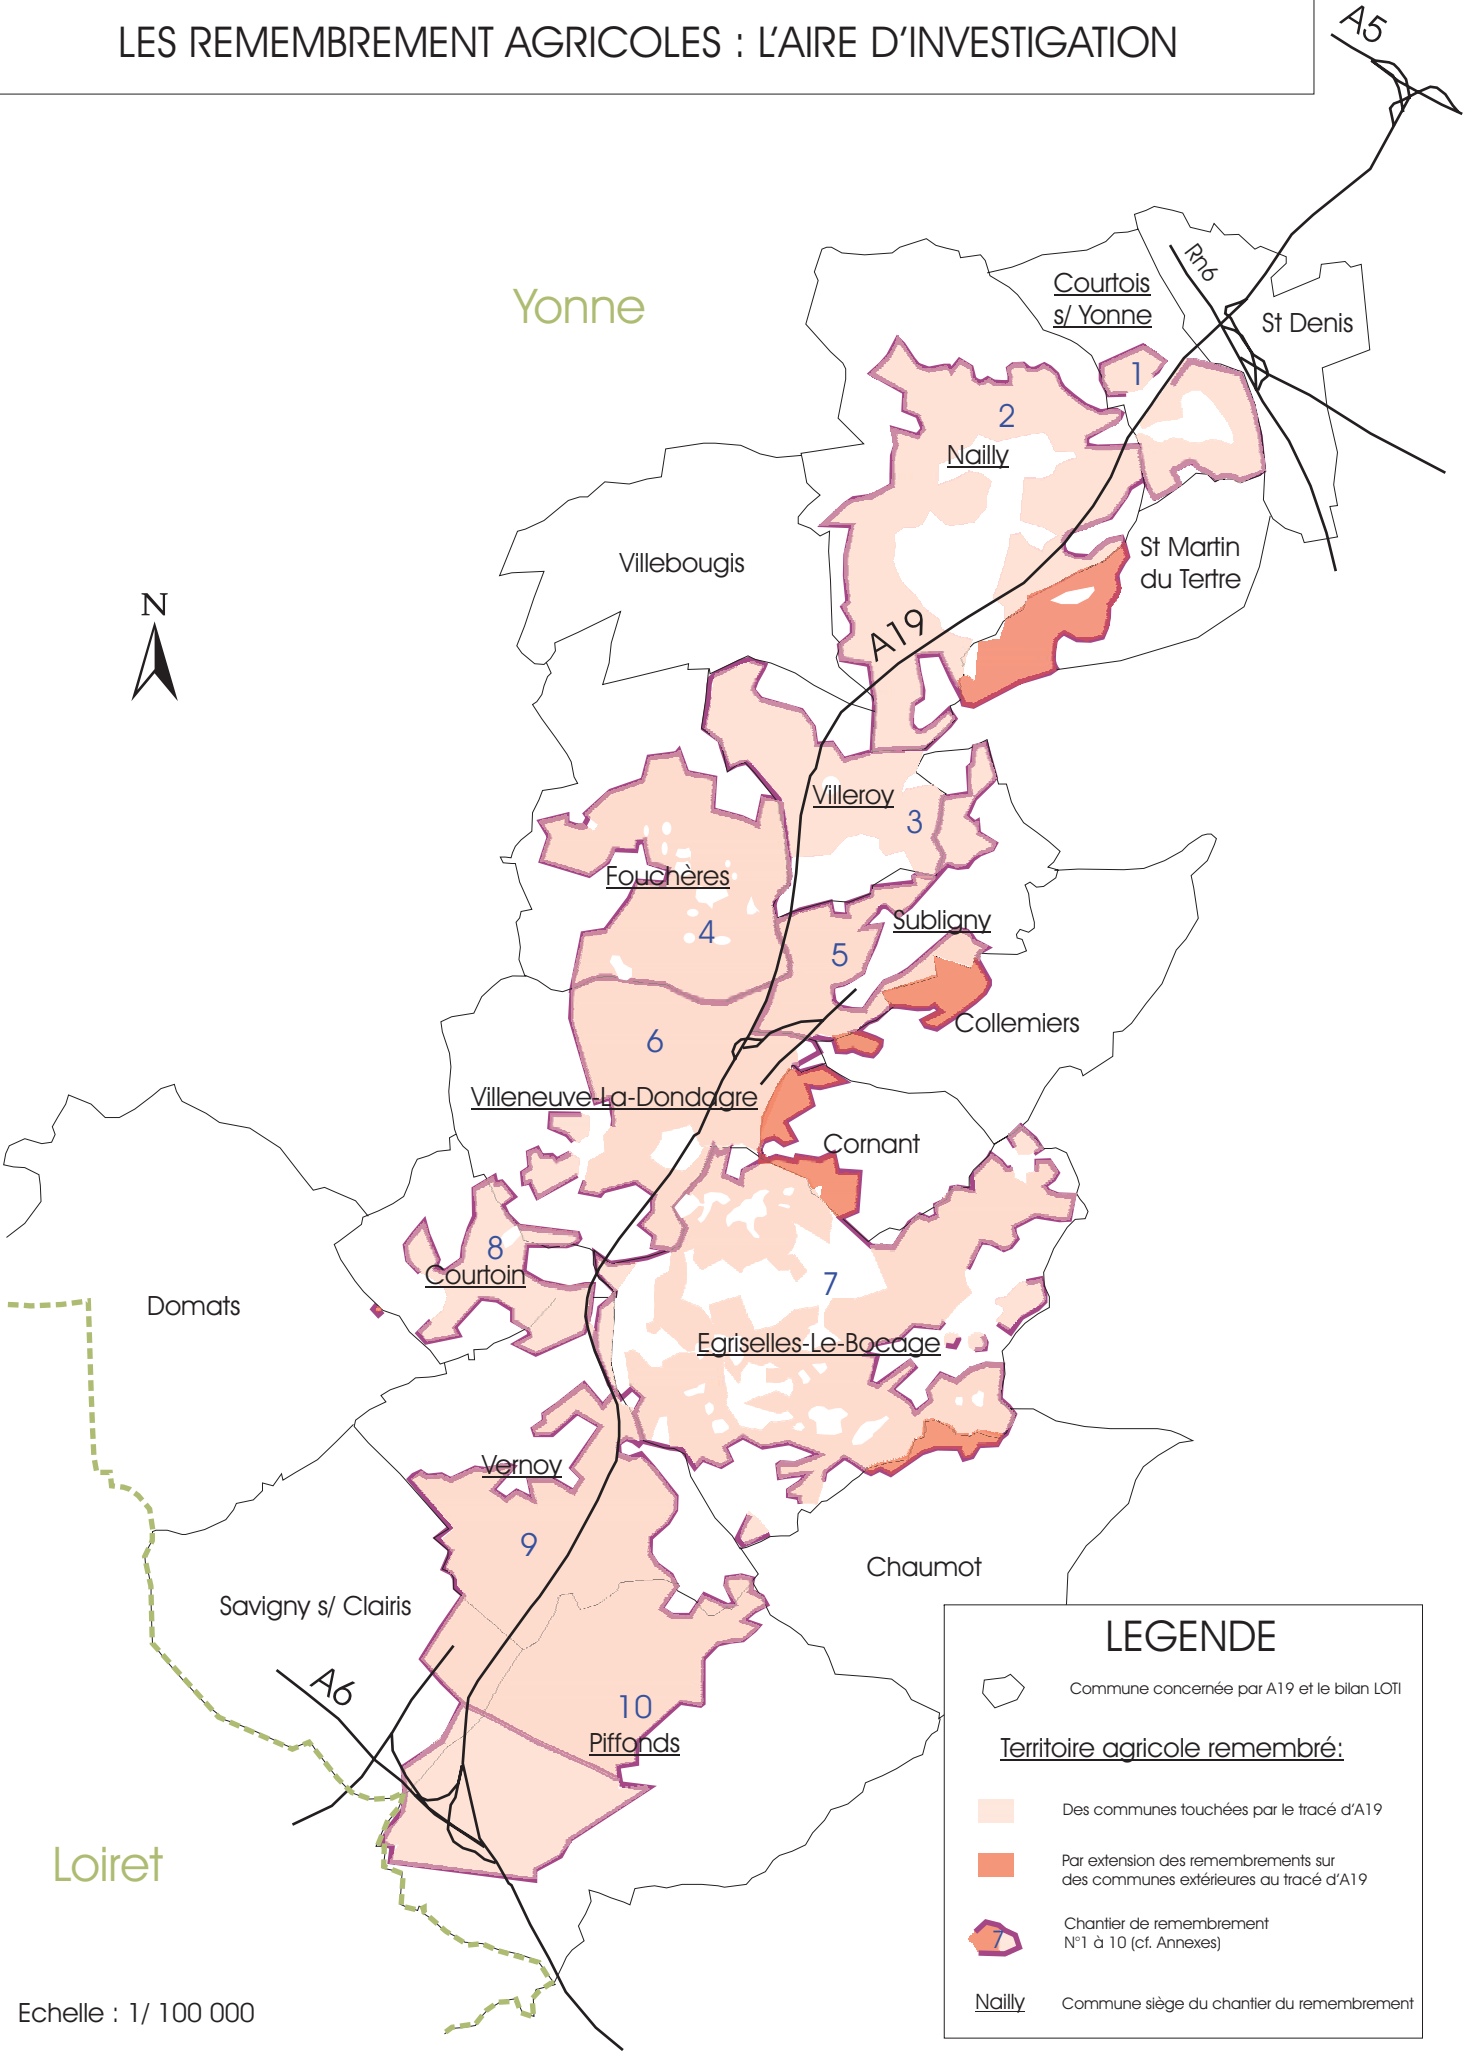 LES REMEMBREMENT AGRICOLES : L'AIRE D'INVESTIGATION
A5
Rn6
Courtois
s/ Yonne
Yonne
St Denis
1
2
Nailly
St Martin
du Tertre
Villebougis
N
A19
Villeroy
3
Fouchères
4
Subligny
5
Collemiers
6
Villeneuve-La-Dondagre
Cornant
8
Courtoin
7
Domats
Egriselles-Le-Bocage
Vernoy
9
Chaumot
Savigny s/ Clairis
A6
10
Piffonds
Loiret
Echelle : 1/ 100 000
LEGENDE
Commune concernée par A19 et le bilan LOTI
Territoire agricole remembré:
Des communes touchées par le tracé d'A19
Par extension des remembrements sur
des communes extérieures au tracé d'A19
7
Chantier de remembrement
N°1 à 10 (cf. Annexes)
Nailly
Commune siège du chantier du remembrement